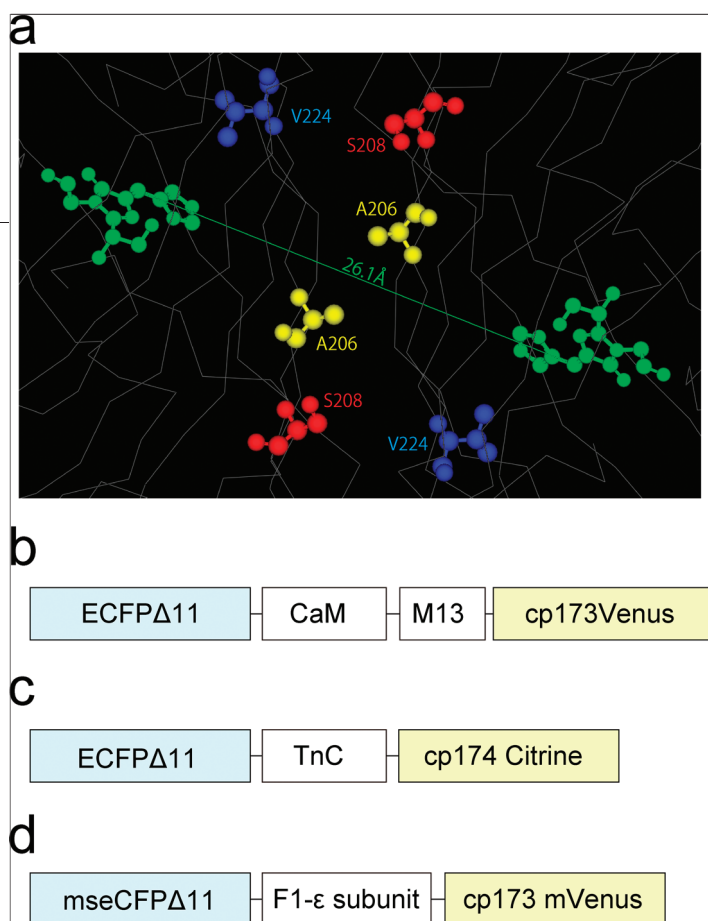 a
V224
S208
A206
26.1Å
A206
S208
V224
b
ECFPΔ11 CaM M13 cp173Venus
c
ECFPΔ11 TnC cp174 Citrine
d
mseCFPΔ11 F1-ε subunit cp173 mVenus